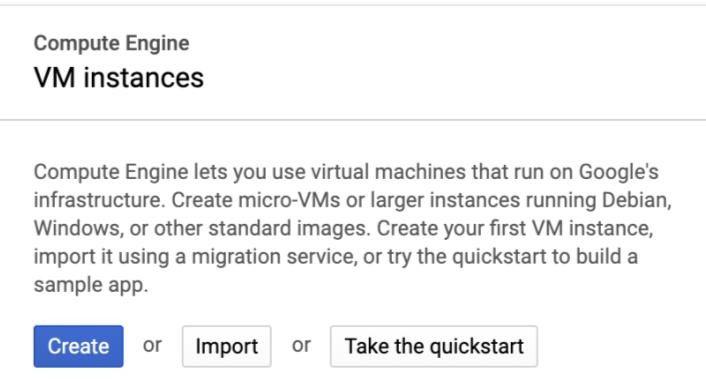 Compute Engine
VM instances
Compute Engine lets you use virtual machines that run on Google's
infrastructure. Create micro-VMs or larger instances running Debian,
Windows, or other standard images. Create your first VM instance,
import it using a migration service, or try the quickstart to build a
sample app.
Create or Import or Take the quickstart